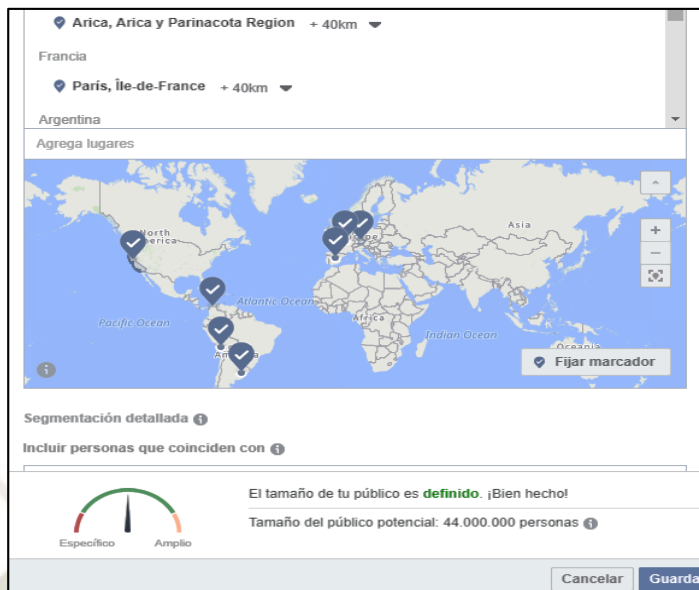 Arica, Arica y Parinacota Region + 40km
Francia
París, Île-de-France + 40km
Argentina
Agrega lugares
North
Asia
Atlantic Ocean
Africa
Pacific Ocean
Indian Ocean
Oceania
Fijar marcador
Segmentación detallada
Incluir personas que coinciden con
El tamaño de tu público es definido. ¡Bien hecho!
Tamaño del público potencial: 44.000.000 personas
Específico Amplio
Cancelar Guarda